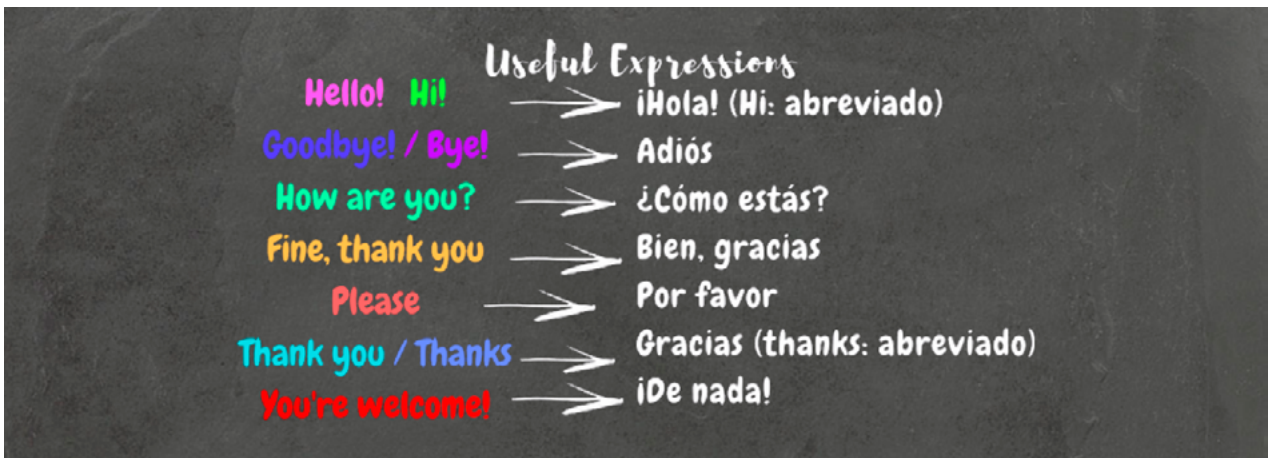 Useful Expressions
Hello! Hi! ¡Hola! (Hi: abreviado)
Goodbye! / Bye! Adiós
How are you? ¿Cómo estás?
Fine, thank you Bien, gracias
Please Por favor
Thank you / Thanks Gracias (thanks: abreviado)
You're welcome! ¡De nada!